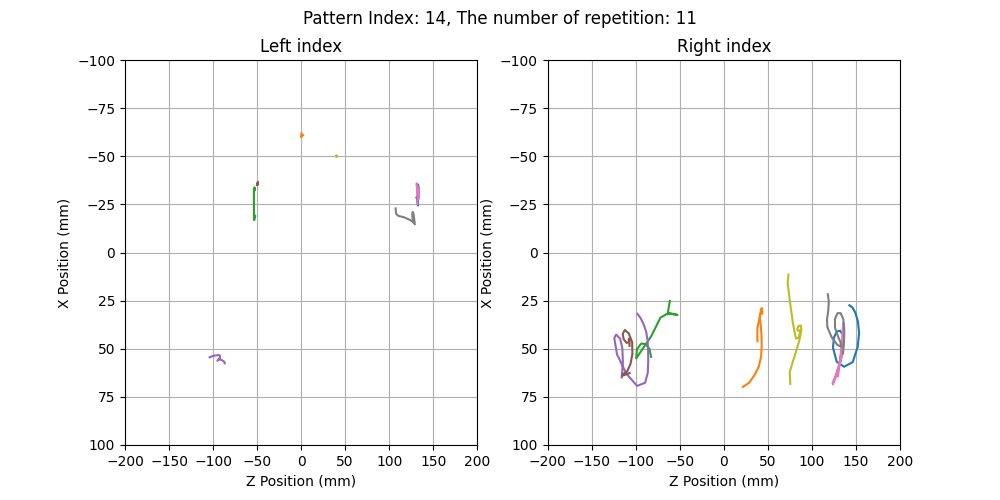 Pattern Index: 14, The number of repetition: 11
Left index
Right index
−100
−75
−50
−25
0
25
50
75
100
X Position (mm)
−200 −150 −100 −50 0 50 100 150 200
Z Position (mm)
−100
−75
−50
−25
0
25
50
75
100
X Position (mm)
−200 −150 −100 −50 0 50 100 150 200
Z Position (mm)